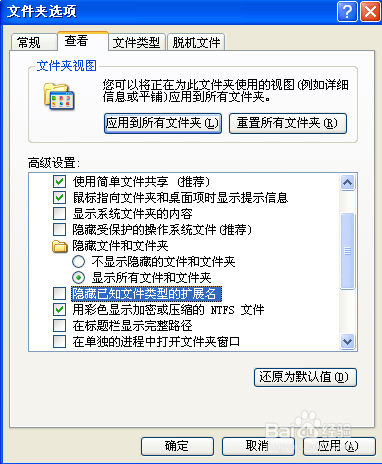 文件夹选项
常规 查看 文件类型 脱机文件
文件夹视图
您可以将正在为此文件夹使用的视图(例如详细
信息或平铺)应用到所有文件夹。
应用到所有文件夹(L) 重置所有文件夹(R)
高级设置:
使用简单文件共享 (推荐)
鼠标指向文件夹和桌面项时显示提示信息
显示系统文件夹的内容
隐藏受保护的操作系统文件(推荐)
隐藏文件和文件夹
不显示隐藏的文件和文件夹
显示所有文件和文件夹
隐藏已知文件类型的扩展名
用彩色显示加密或压缩的 NTFS 文件
在标题栏显示完整路径
在单独的进程中打开文件夹窗口
还原为默认值(D)
Baidu经验
确定 取消 应用(A)